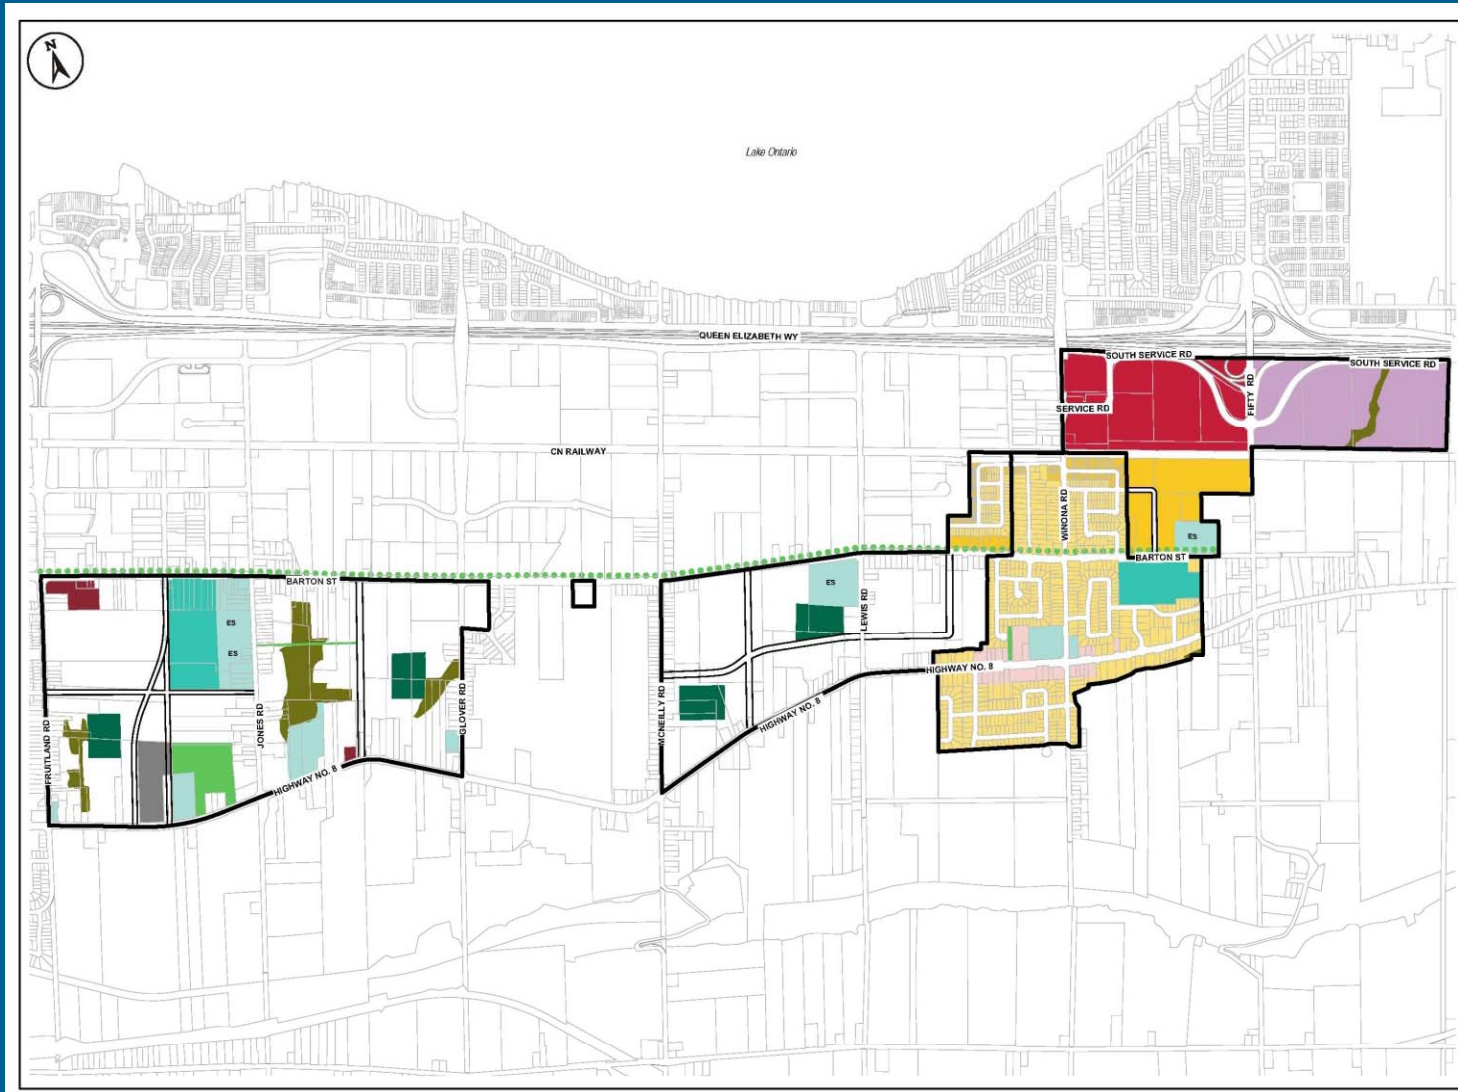 N
Lake Ontario
QUEEN ELIZABETH WY
SOUTH SERVICE RD
SOUTH SERVICE RD
FIFTY RD
SERVICE RD
CN RAILWAY
WINONA RD
ES
BARTON ST
BARTON ST
ES
LEWIS RD
ES
ES
HIGHWAY NO. 8
FRUITLAND RD
JONES RD
GLOVER RD
MCNEILLY RD
HIGHWAY NO. 8
HIGHWAY NO. 8